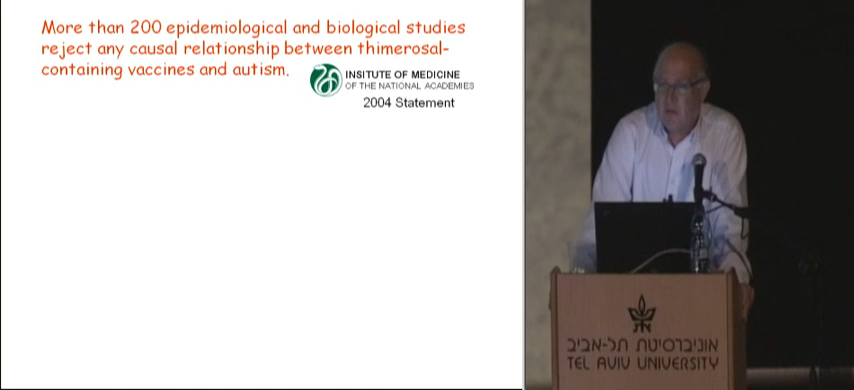 More than 200 epidemiological and biological studies
reject any causal relationship between thimerosal-
containing vaccines and autism.
INSITUTE OF MEDICINE
OF THE NATIONAL ACADEMIES
2004 Statement
אוניברסיטת תל-אביב
TEL AVIV UNIVERSITY